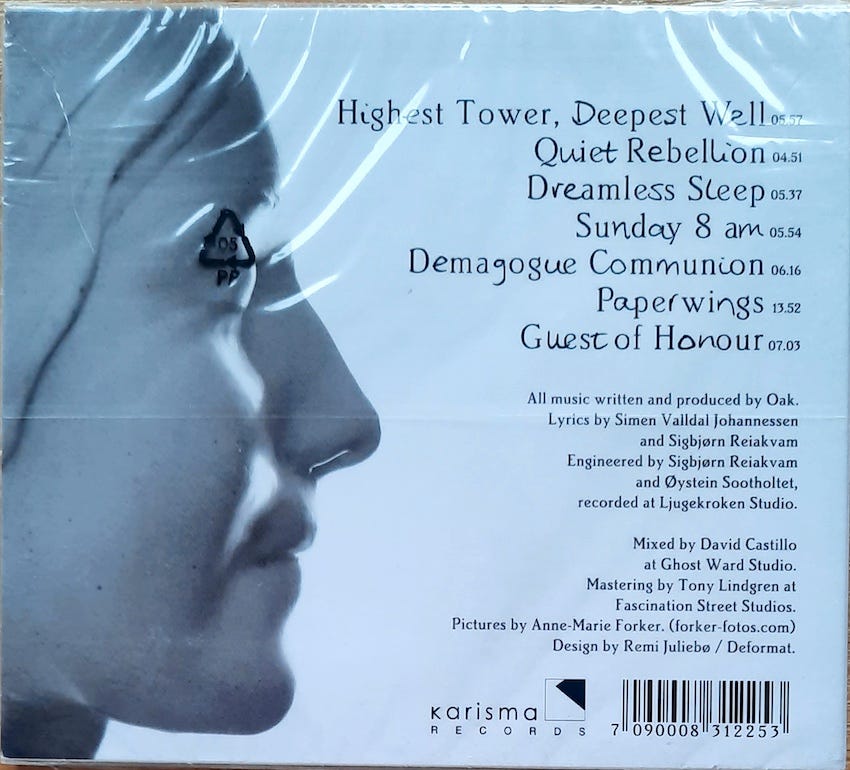 Highest Tower, Deepest Well 05.57
Quiet Rebellion 04.51
Dreamless Sleep 05.37
Sunday 8 am 05.54
Demagogue Communion 06.16
Paperwings 13.52
Guest of Honour 07.03
05
PP
All music written and produced by Oak.
Lyrics by Simen Valldal Johannessen
and Sigbjørn Reiakvam
Engineered by Sigbjørn Reiakvam
and Øystein Sootholtet,
recorded at Ljugekroken Studio.
Mixed by David Castillo
at Ghost Ward Studio.
Mastering by Tony Lindgren at
Fascination Street Studios.
Pictures by Anne-Marie Forker. (forker-fotos.com)
Design by Remi Juliebø / Deformat.
karisma
RECORDS
7 090008 312253